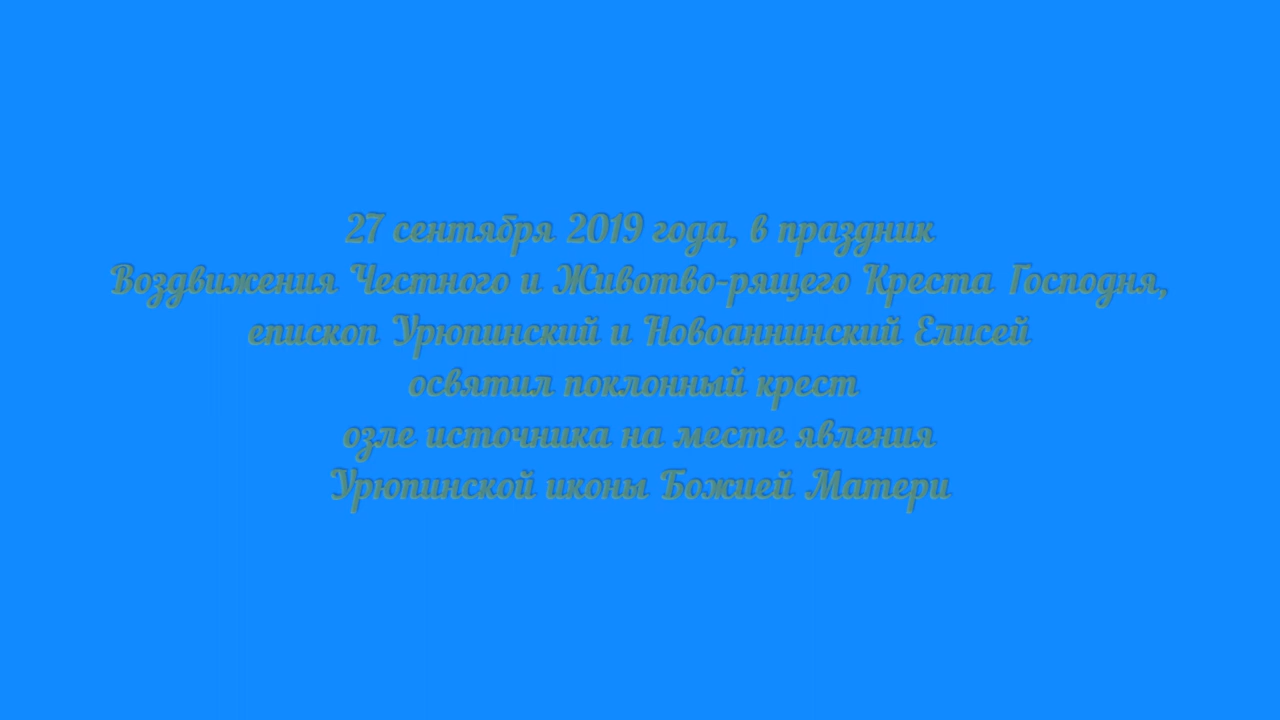 27 сентября 2019 года, в праздник
Воздвижения Честного и Животво-рящего Креста Господня,
епископ Урюпинский и Новоаннинский Елисей
освятил поклонный крест
озле источника на месте явления
Урюпинской иконы Божией Матери